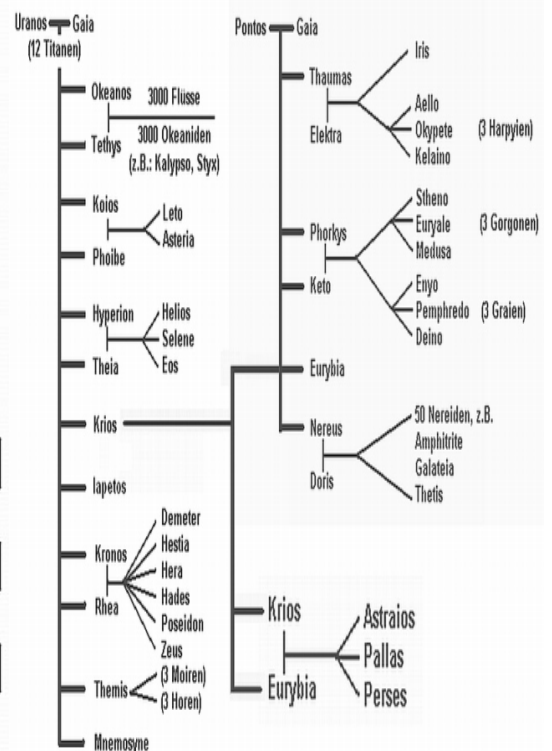 Uranos Gaia
(12 Titanen)
Okeanos
3000 Flüsse
Tethys
3000 Okeaniden
(z.B.: Kalypso, Styx)
Koios
Leto
Asteria
Phoibe
Hyperion
Helios
Selene
Eos
Theia
Krios
Iapetos
Kronos
Demeter
Hestia
Hera
Hades
Poseidon
Zeus
Rhea
Themis
(3 Moiren)
(3 Horen)
Mnemosyne
Pontos Gaia
Thaumas
Elektra
Iris
Aello
Okypete (3 Harpyien)
Kelaino
Phorkys
Keto
Stheno
Euryale (3 Gorgonen)
Medusa
Enyo
Pemphredo (3 Graien)
Deino
Eurybia
Nereus
Doris
50 Nereiden, z.B.
Amphitrite
Galateia
Thetis
Krios
Eurybia
Astraios
Pallas
Perses